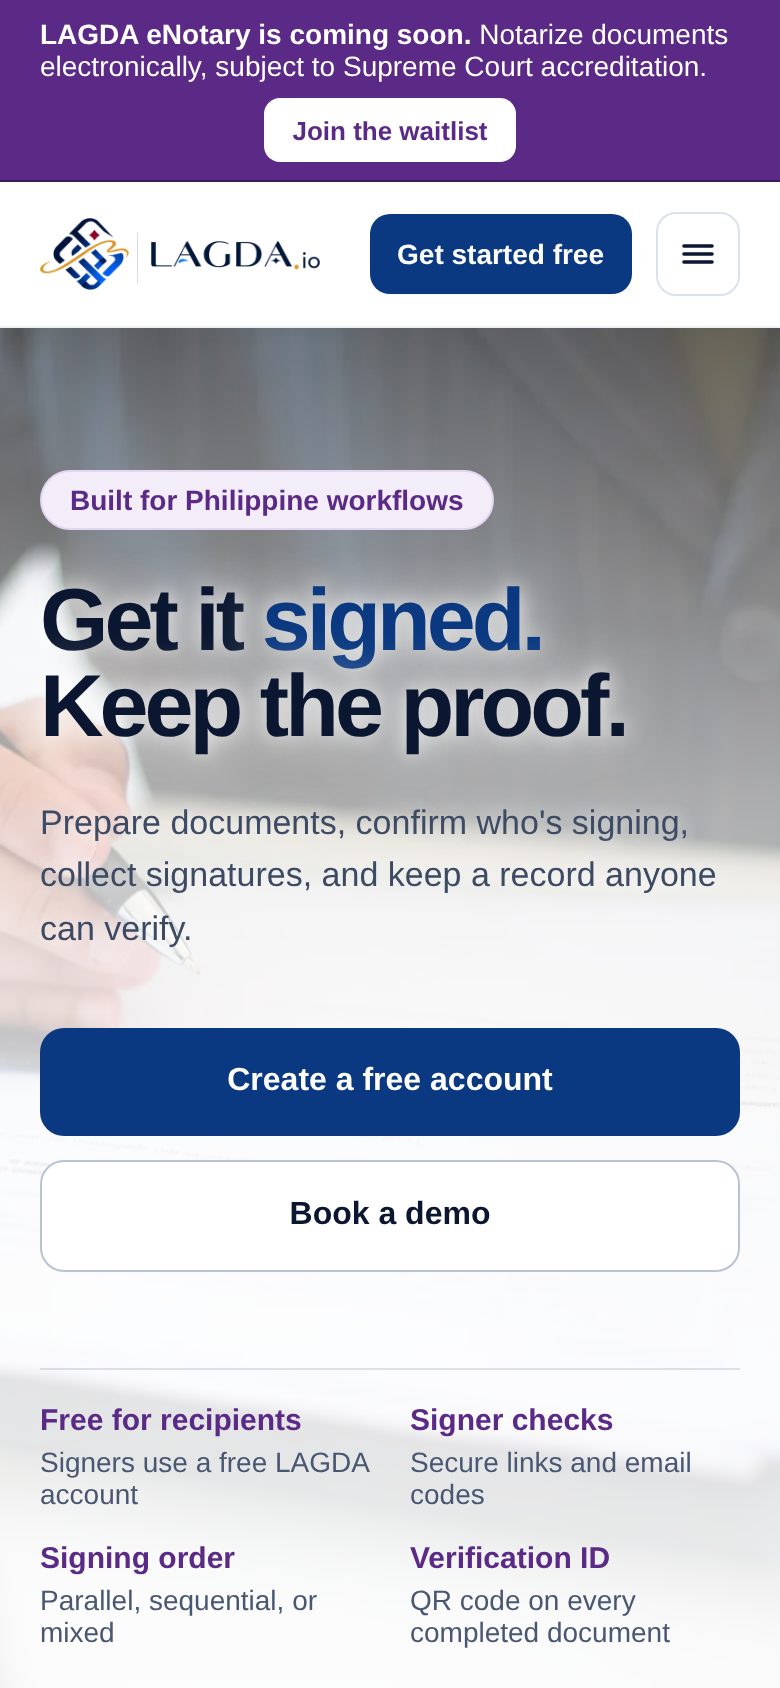 LAGDA eNotary is coming soon. Notarize documents
electronically, subject to Supreme Court accreditation.
Join the waitlist
LAGDA.io
Get started free
Built for Philippine workflows
Get it signed.
Keep the proof.
Prepare documents, confirm who's signing,
collect signatures, and keep a record anyone
can verify.
Create a free account
Book a demo
Free for recipients
Signers use a free LAGDA
account
Signer checks
Secure links and email
codes
Signing order
Parallel, sequential, or
mixed
Verification ID
QR code on every
completed document